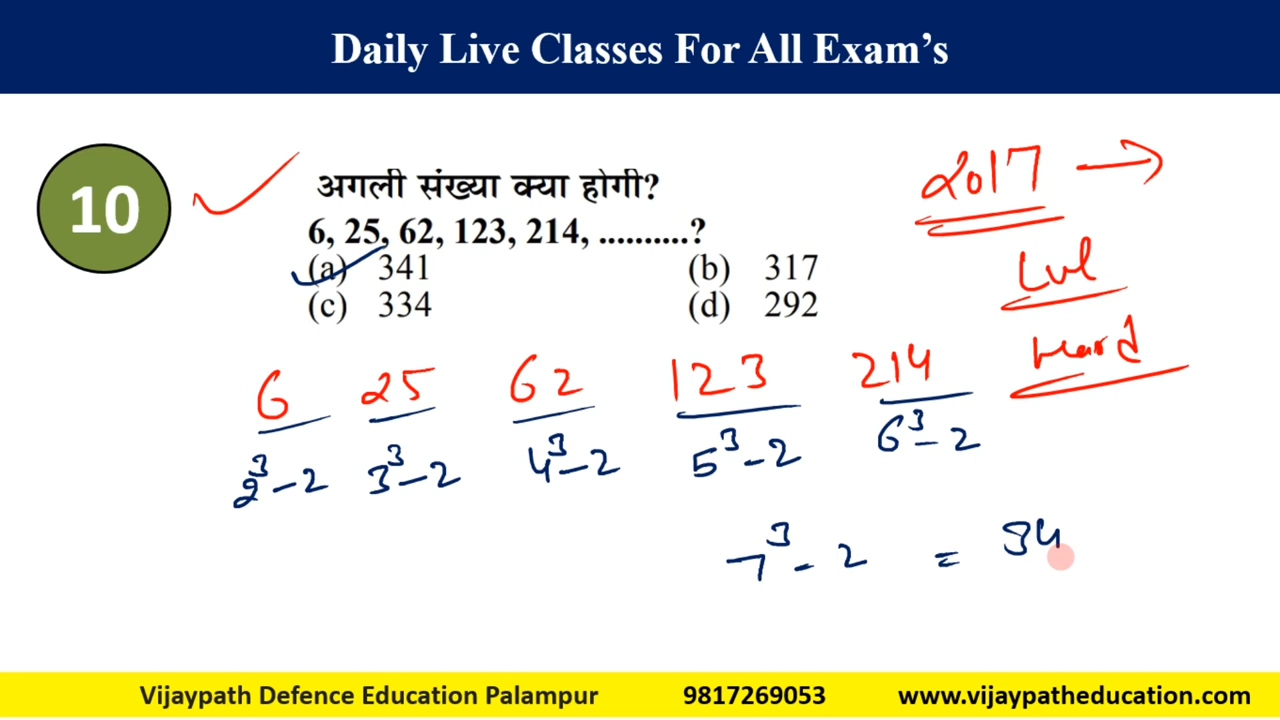 Daily Live Classes For All Exam's
10
अगली संख्या क्या होगी?
6, 25, 62, 123, 214, ..........?
(a) 341 (b) 317
(c) 334 (d) 292
2017
Lvl
Hard
6 25 62 123 214
2³-2 3³-2 4³-2 5³-2 6³-2
7³-2 = 34
Vijaypath Defence Education Palampur 9817269053 www.vijaypatheducation.com